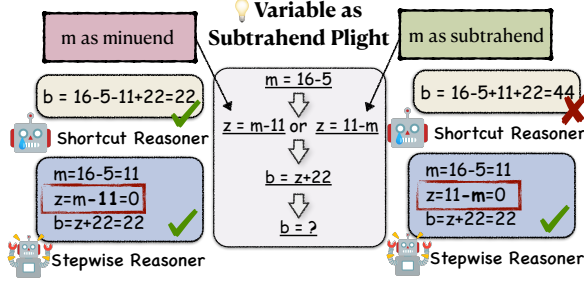 Variable as
Subtrahend Plight
m as minuend
b = 16-5-11+22=22
Shortcut Reasoner
m=16-5=11
z=m-11=0
b=z+22=22
Stepwise Reasoner
m = 16-5
z=m-11 or z = 11-m
b = z+22
b = ?
m as subtrahend
b = 16-5+11+22=44
Shortcut Reasoner
m=16-5=11
z=11-m=0
b=z+22=22
Stepwise Reasoner